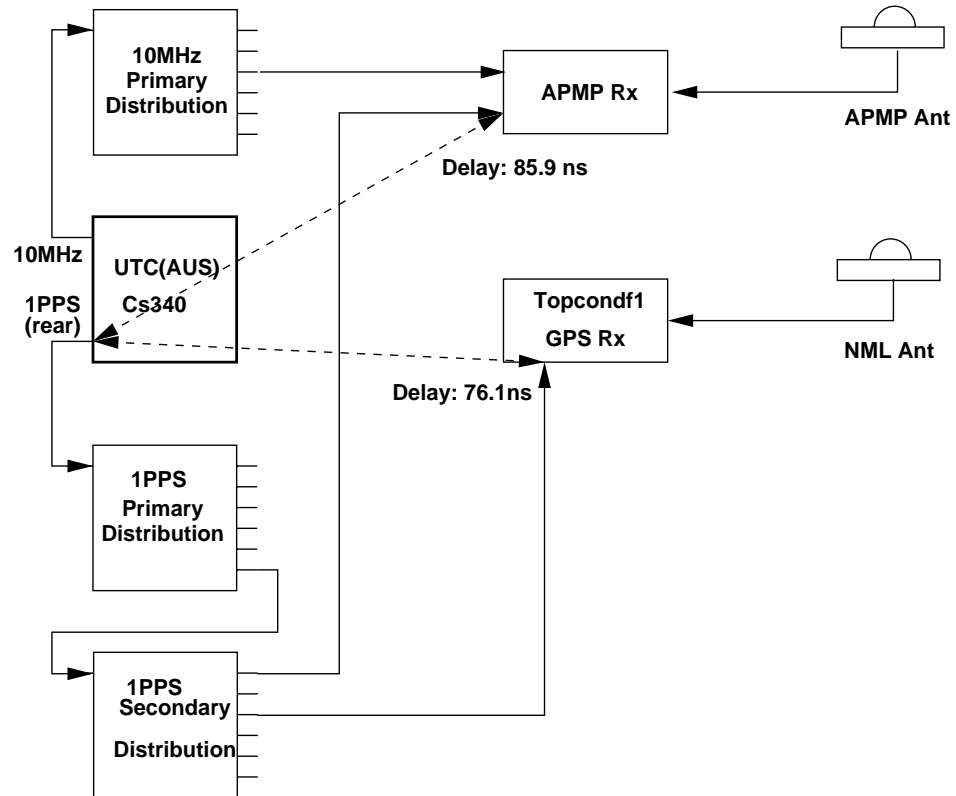 10MHz
Primary
Distribution
APMP Rx
APMP Ant
Delay: 85.9 ns
10MHz
UTC(AUS)
Cs340
1PPS
(rear)
Topcondf1
GPS Rx
NML Ant
Delay: 76.1ns
1PPS
Primary
Distribution
1PPS
Secondary
Distribution